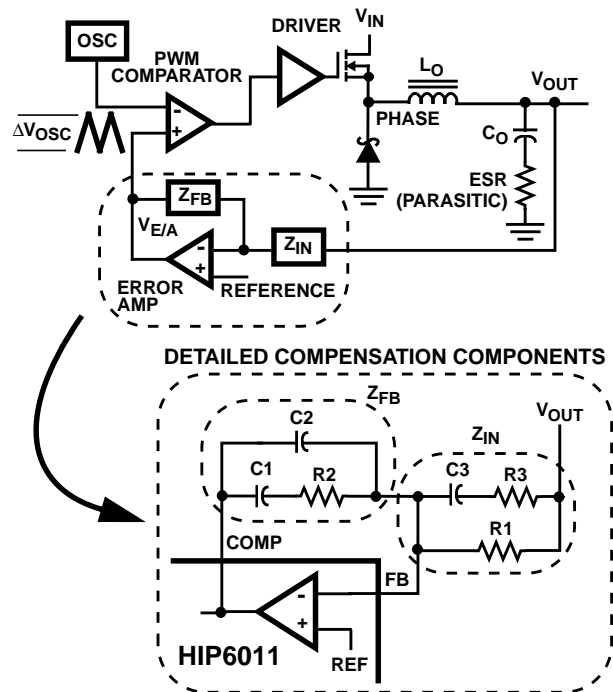 DRIVER
V_IN
OSC
PWM
COMPARATOR
L_O
V_OUT
-
+
PHASE
ΔV_OSC
C_O
ESR
(PARASITIC)
Z_FB
V_E/A
-
+
Z_IN
ERROR
AMP
REFERENCE
DETAILED COMPENSATION COMPONENTS
Z_FB
V_OUT
C2
Z_IN
C1
R2
C3
R3
R1
COMP
FB
-
+
HIP6011
REF